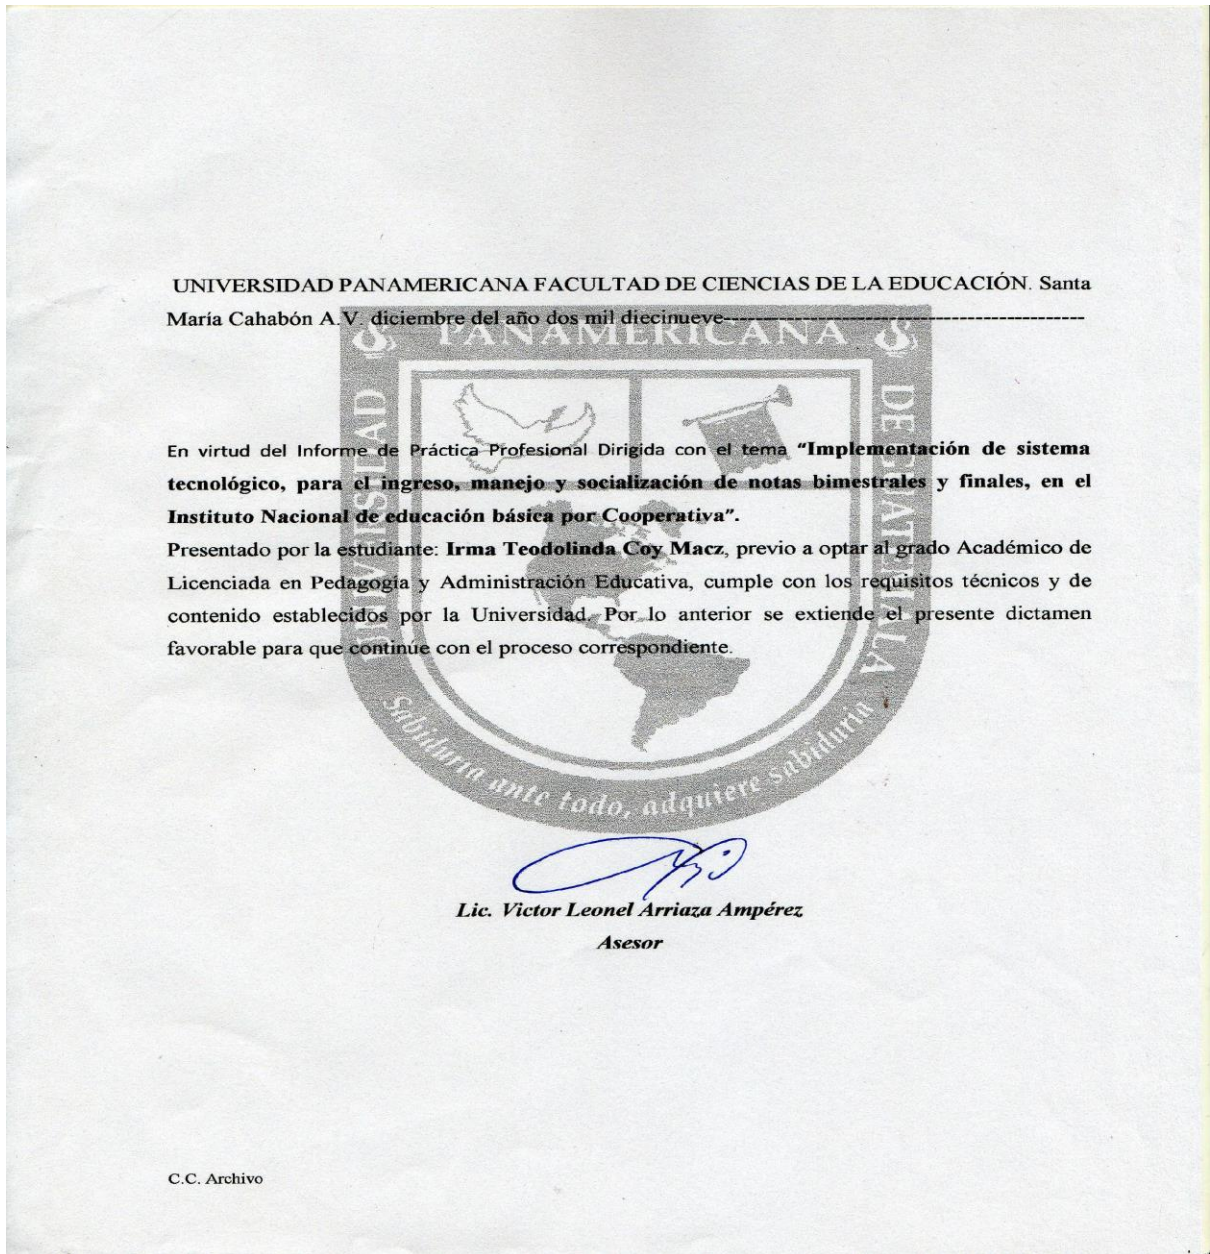 UNIVERSIDAD PANAMERICANA FACULTAD DE CIENCIAS DE LA EDUCACIÓN. Santa
María Cahabón A.V. diciembre del año dos mil diecinueve----------------------------------------------
PANAMERICANA
UNIVERSIDAD
DE GUATEMALA
En virtud del Informe de Práctica Profesional Dirigida con el tema "Implementación de sistema
tecnológico, para el ingreso, manejo y socialización de notas bimestrales y finales, en el
Instituto Nacional de educación básica por Cooperativa".
Presentado por la estudiante: Irma Teodolinda Coy Macz, previo a optar al grado Académico de
Licenciada en Pedagogía y Administración Educativa, cumple con los requisitos técnicos y de
contenido establecidos por la Universidad. Por lo anterior se extiende el presente dictamen
favorable para que continue con el proceso correspondiente.
Sabiduría ante todo, adquiere sabiduría
Lic. Victor Leonel Arriaza Ampérez
Asesor
C.C. Archivo